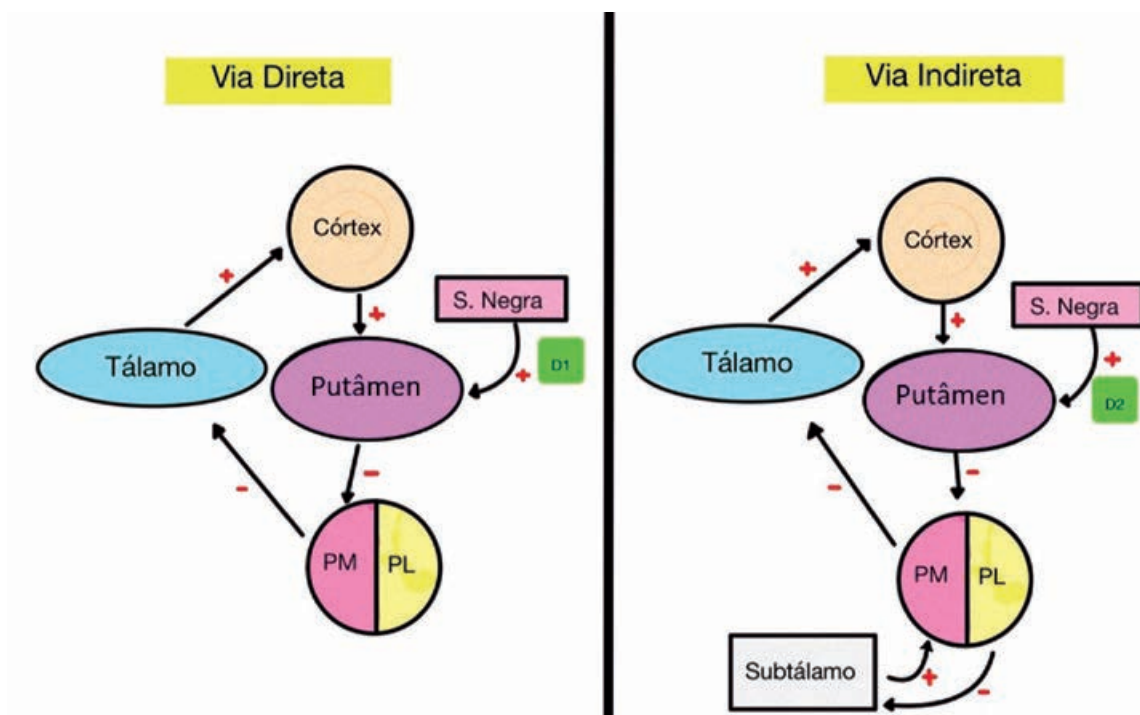 Via Direta
Córtex
+
+
S. Negra
Tálamo
Putâmen
+
D1
-
-
PM
PL
Via Indireta
Córtex
+
+
S. Negra
Tálamo
Putâmen
+
D2
-
-
PM
PL
Subtálamo
+
-